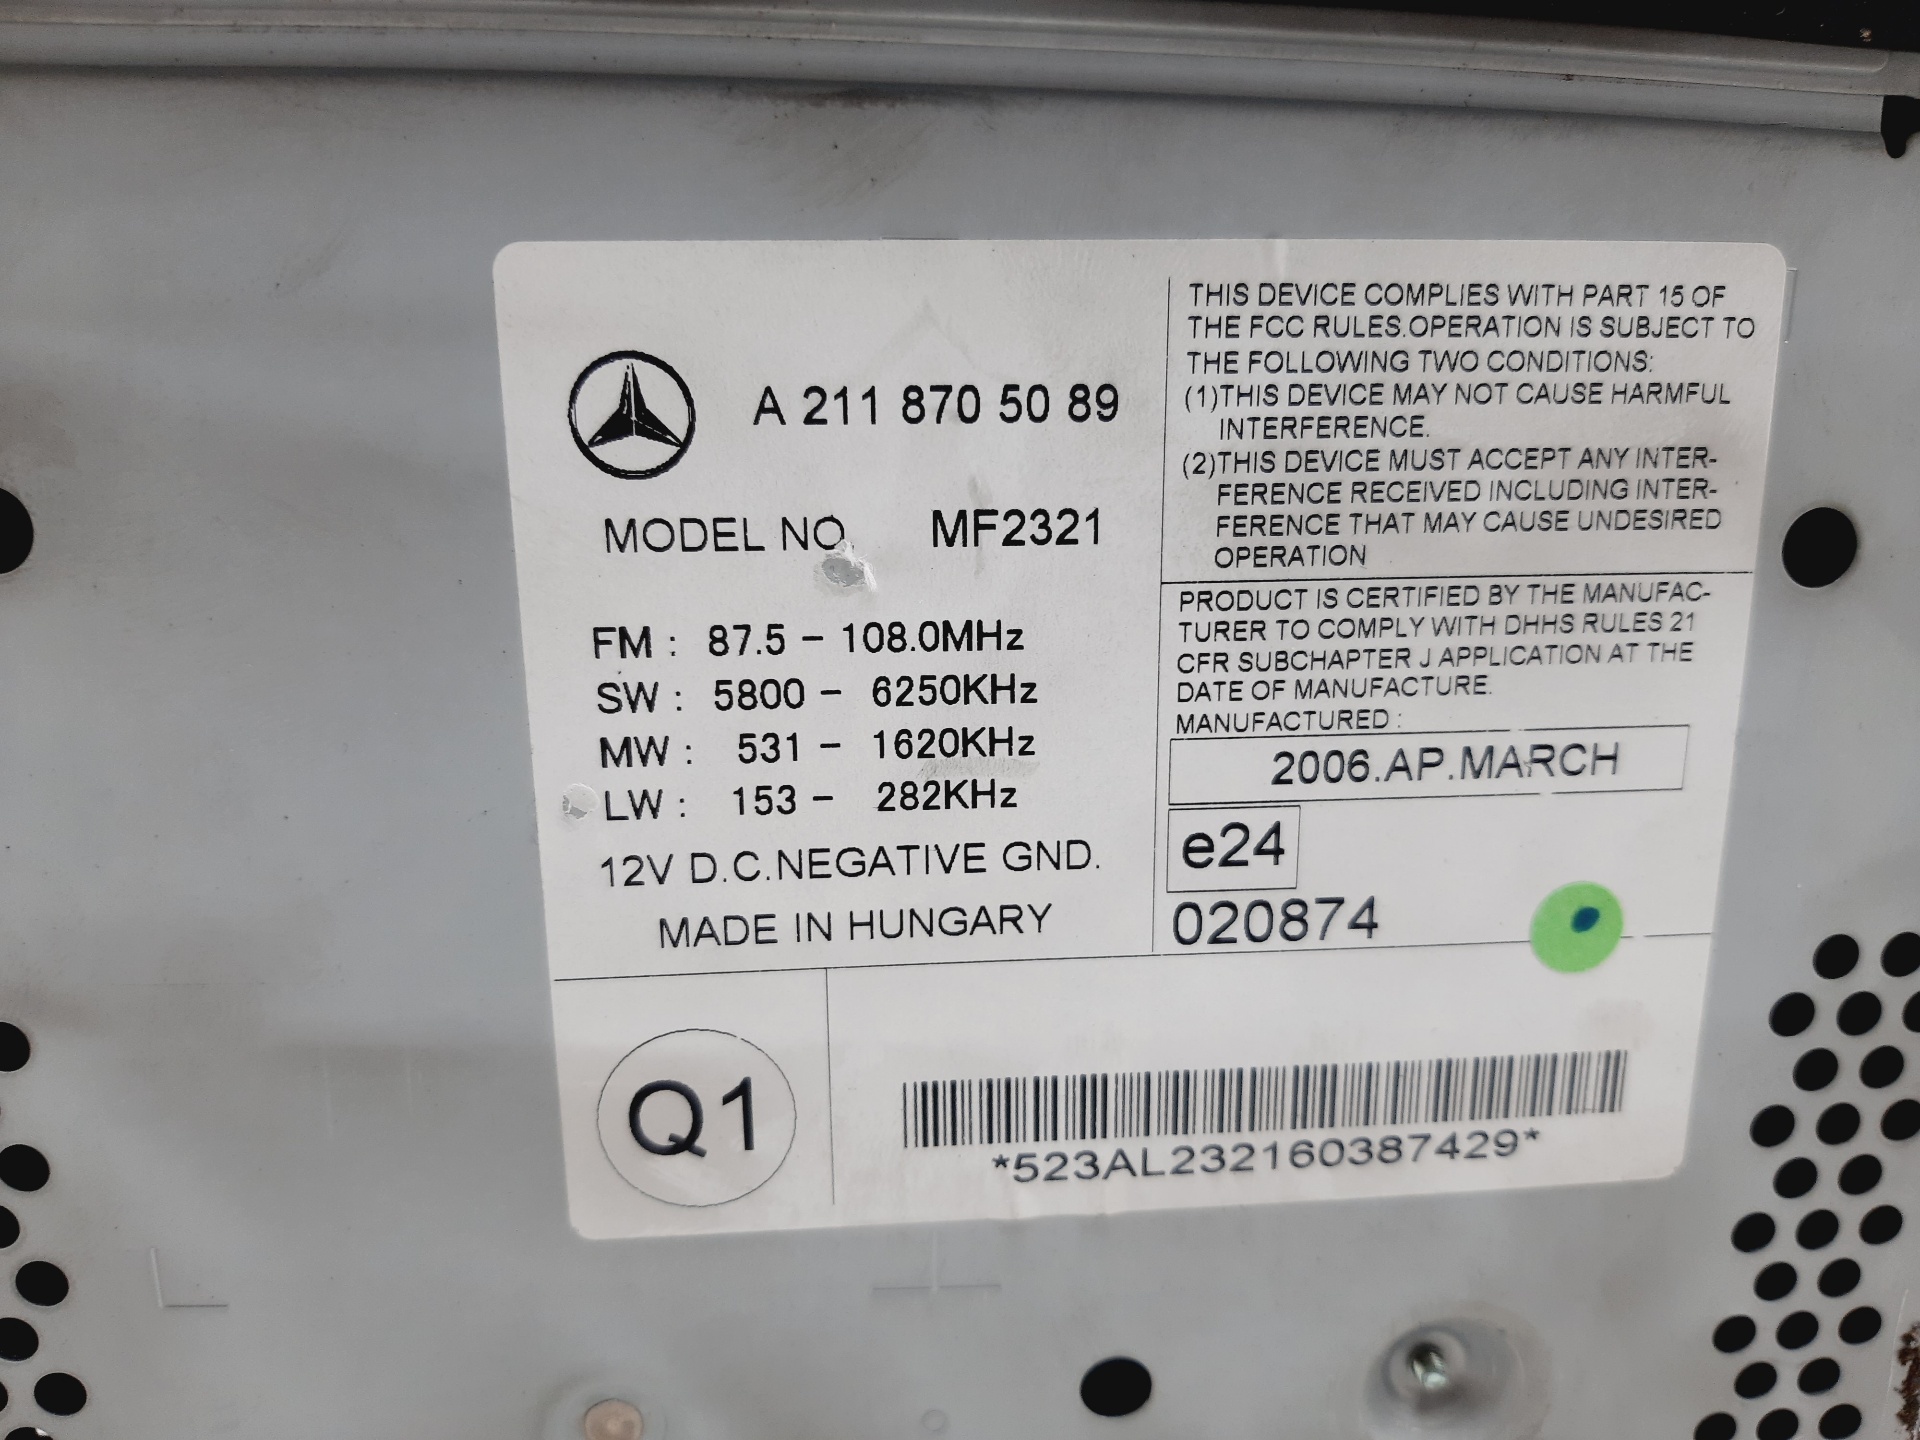 A 211 870 50 89
MODEL NO. MF2321
FM : 87.5 - 108.0MHz
SW : 5800 - 6250KHz
MW : 531 - 1620KHz
LW : 153 - 282KHz
12V D.C.NEGATIVE GND.
MADE IN HUNGARY
THIS DEVICE COMPLIES WITH PART 15 OF
THE FCC RULES.OPERATION IS SUBJECT TO
THE FOLLOWING TWO CONDITIONS:
(1)THIS DEVICE MAY NOT CAUSE HARMFUL
INTERFERENCE.
(2)THIS DEVICE MUST ACCEPT ANY INTER-
FERENCE RECEIVED INCLUDING INTER-
FERENCE THAT MAY CAUSE UNDESIRED
OPERATION
PRODUCT IS CERTIFIED BY THE MANUFAC-
TURER TO COMPLY WITH DHHS RULES 21
CFR SUBCHAPTER J APPLICATION AT THE
DATE OF MANUFACTURE.
MANUFACTURED :
2006.AP.MARCH
e24
020874
Q1
*523AL232160387429*